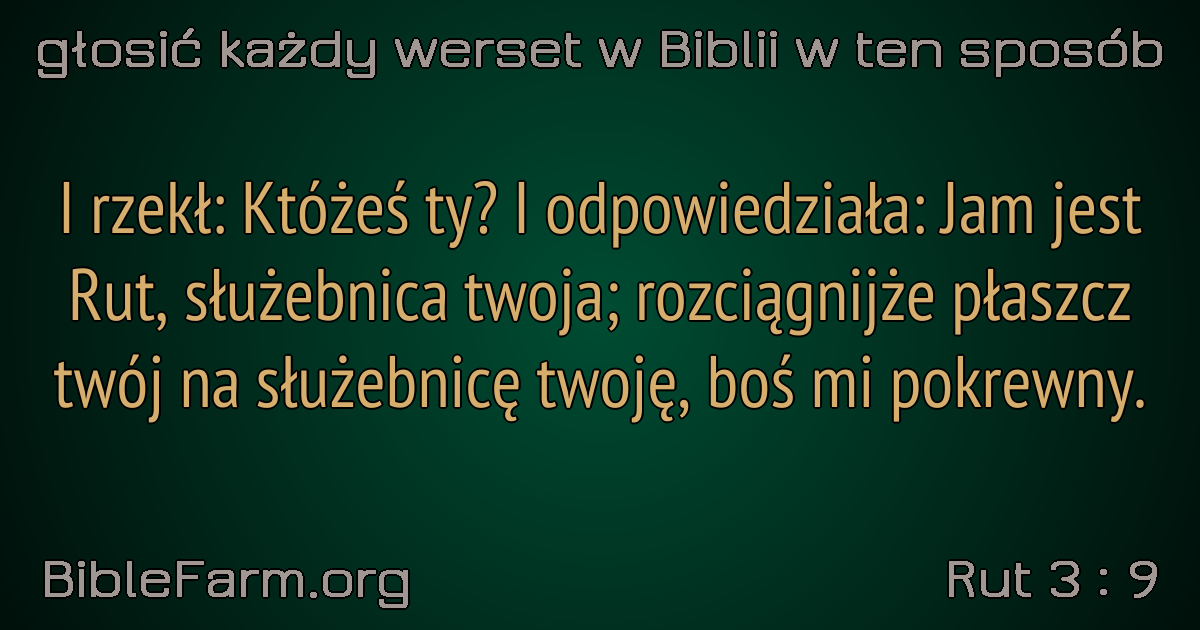 głosić każdy werset w Biblii w ten sposób
I rzekł: Któżeś ty? I odpowiedziała: Jam jest
Rut, służebnica twoja; rozciągnijże płaszcz
twój na służebnicę twoję, boś mi pokrewny.
BibleFarm.org
Rut 3 : 9